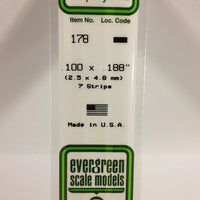 Item No. Loc. Code
178
.100 x .188"
(2.5 x 4.8 mm)
7 Strips
Made in U.S.A.
evergreen
scale models